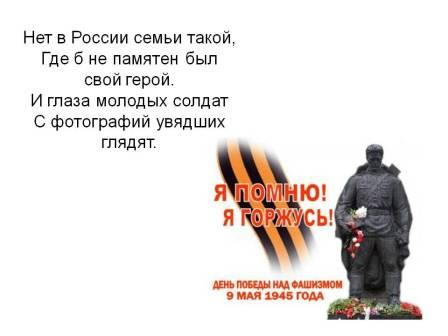 Нет в России семьи такой,
Где б не памятен был
свой герой.
И глаза молодых солдат
С фотографий увядших
глядят.
Я ПОМНЮ!
Я ГОРЖУСЬ!
ДЕНЬ ПОБЕДЫ НАД ФАШИЗМОМ
9 МАЯ 1945 ГОДА